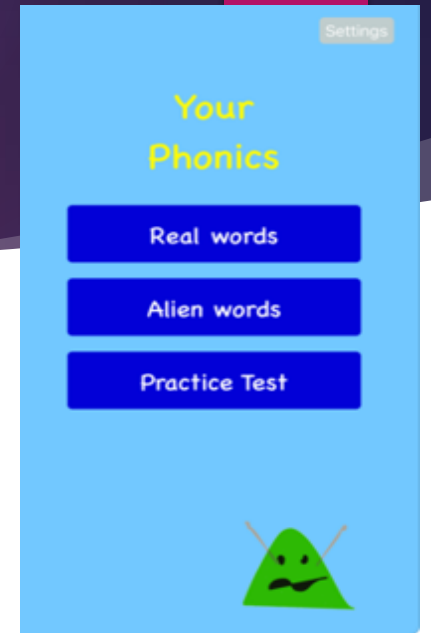 Settings
Your
Phonics
Real words
Alien words
Practice Test